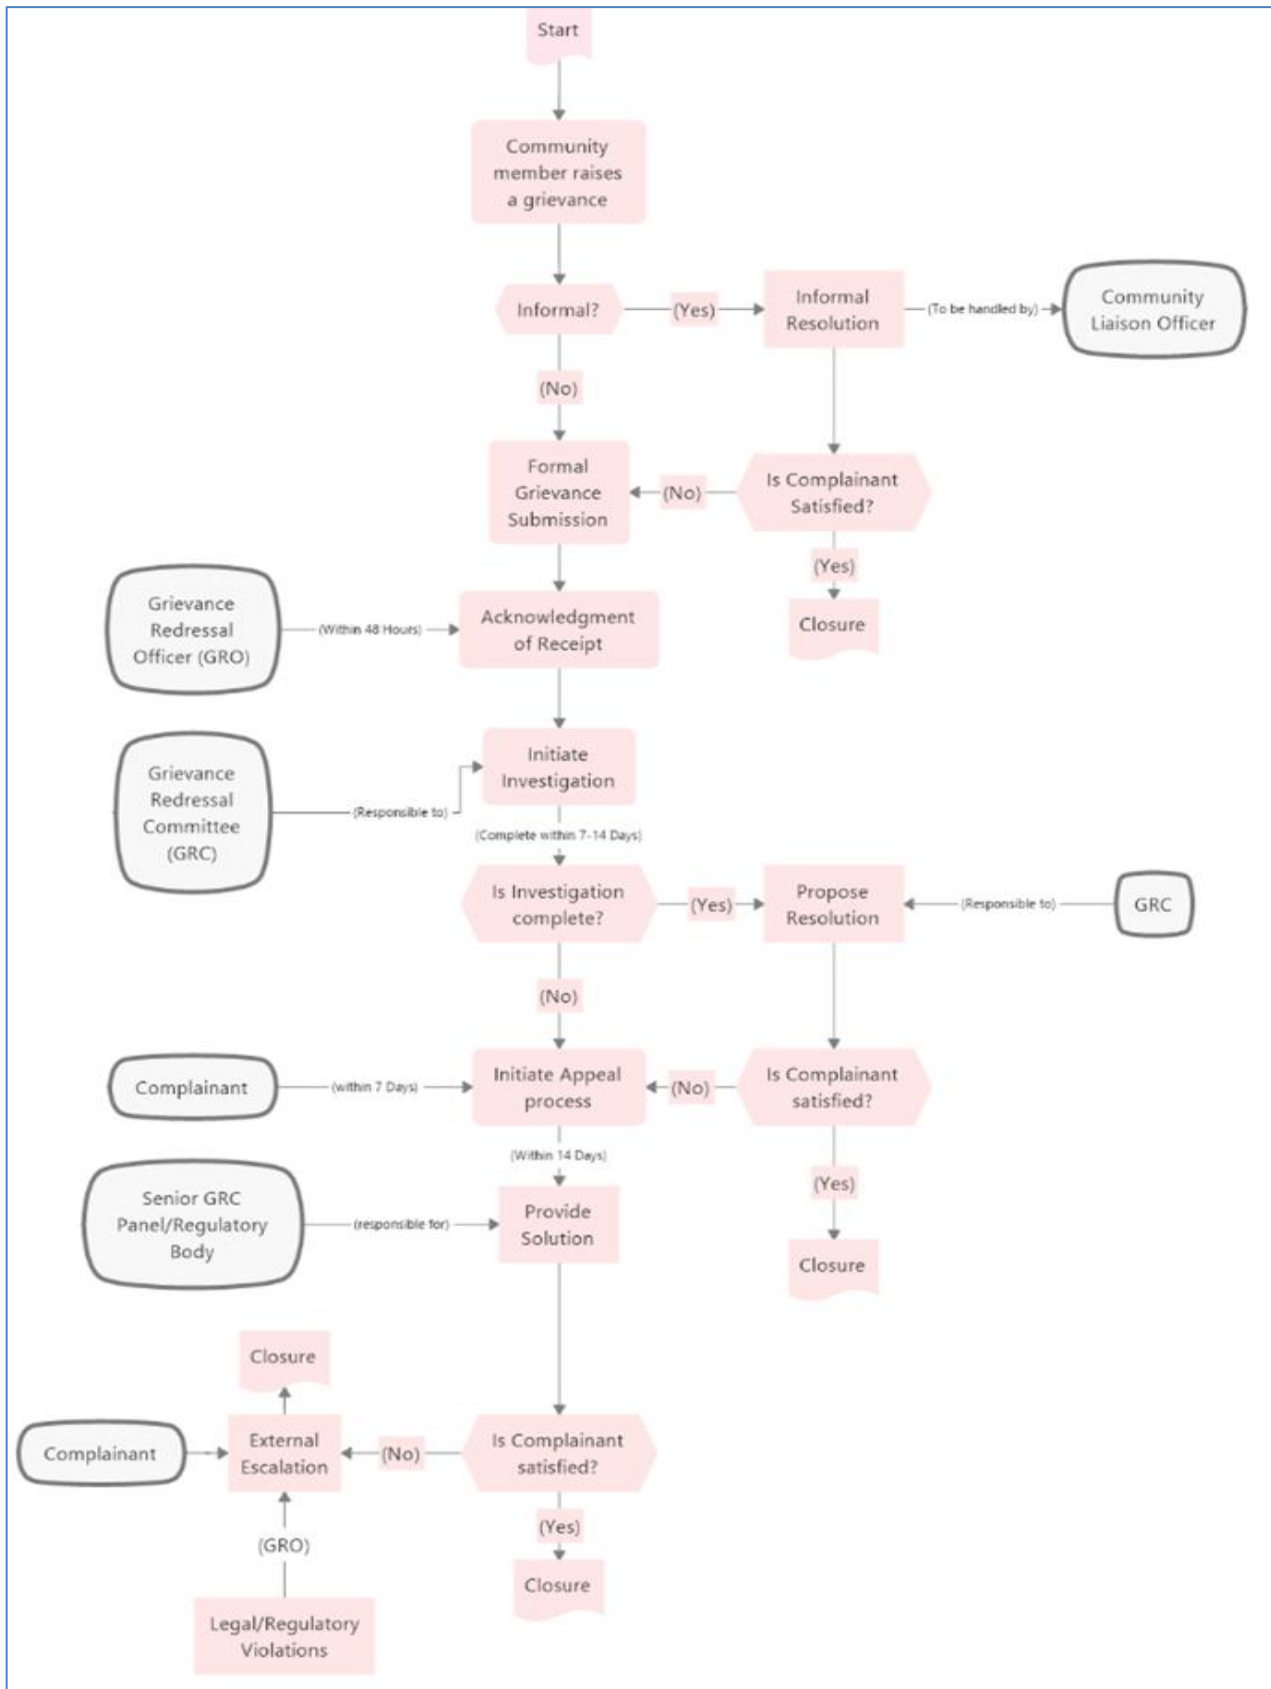 Start
Community
member raises
a grievance
Informal?
(Yes)
Informal
Resolution
(To be handled by)
Community
Liaison Officer
(No)
Formal
Grievance
Submission
(No)
Is Complainant
Satisfied?
(Yes)
Closure
Grievance
Redressal
Officer (GRO)
(Within 48 Hours)
Acknowledgment
of Receipt
Grievance
Redressal
Committee
(GRC)
(Responsible to)
Initiate
Investigation
(Complete within 7-14 Days)
Is Investigation
complete?
(Yes)
Propose
Resolution
(Responsible to)
GRC
(No)
Complainant
(within 7 Days)
Initiate Appeal
process
(No)
Is Complainant
satisfied?
(Within 14 Days)
(Yes)
Closure
Senior GRC
Panel/Regulatory
Body
(responsible for)
Provide
Solution
Closure
Complainant
External
Escalation
(No)
Is Complainant
satisfied?
(Yes)
Closure
(GRO)
Legal/Regulatory
Violations